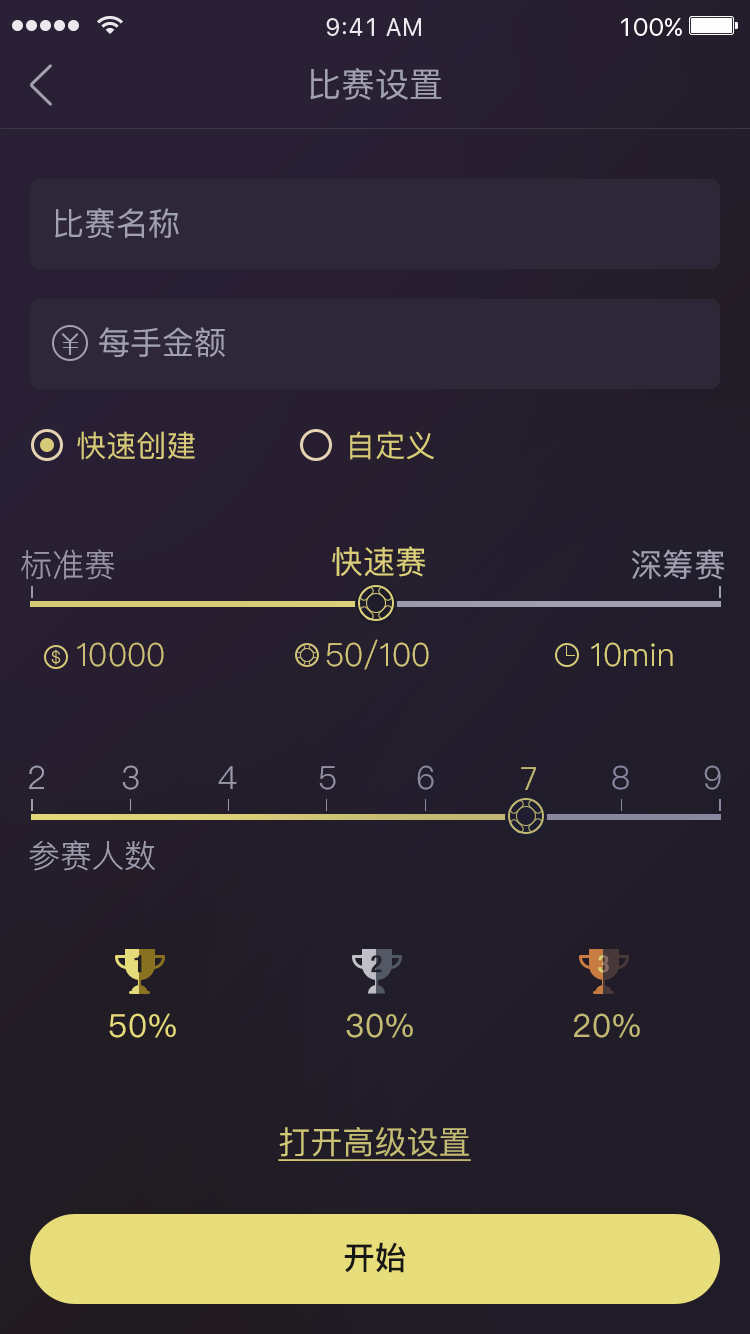 9:41 AM 100%
比赛设置
比赛名称
¥ 每手金额
快速创建 自定义
标准赛 快速赛 深筹赛
$ 10000 50/100 10min
2 3 4 5 6 7 8 9
参赛人数
1 2 3
50% 30% 20%
打开高级设置
开始